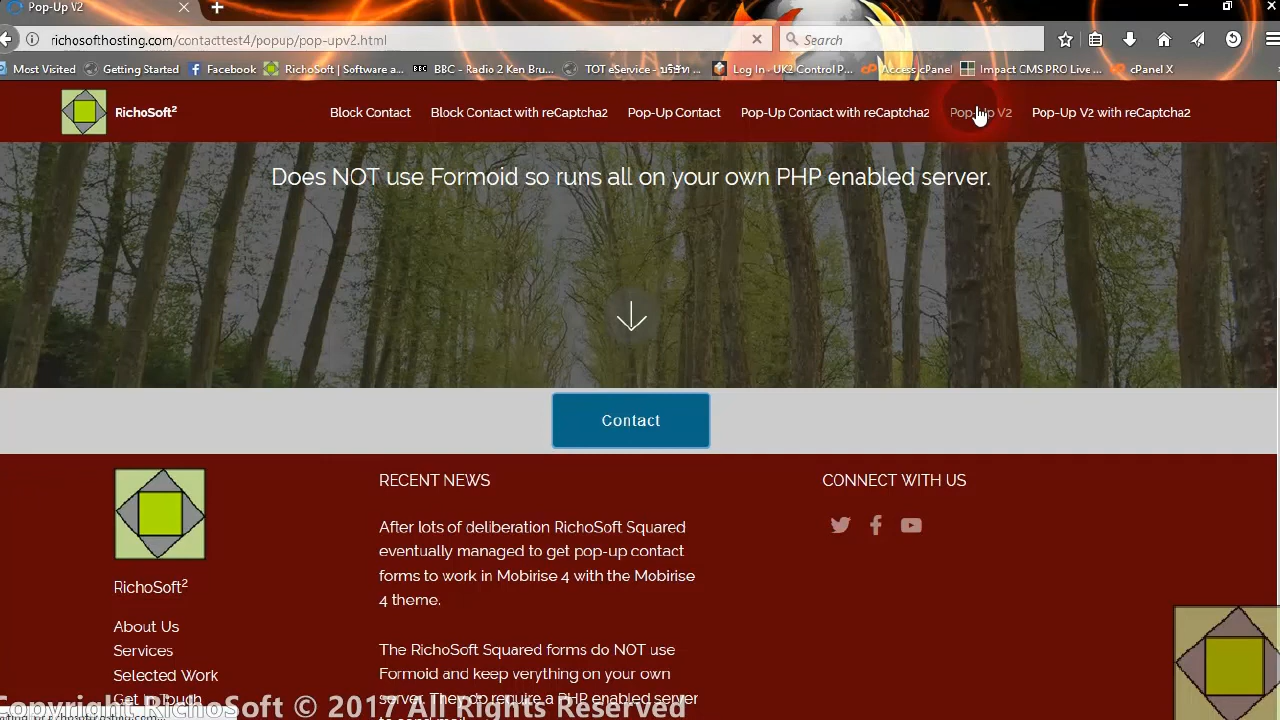 Pop-Up V2
richosofthosting.com/contacttest4/popup/pop-upv2.html
Search
Most Visited
Getting Started
Facebook
RichoSoft | Software a...
BBC BBC - Radio 2 Ken Bru...
TOT eService - บริษัท ...
Log In - UK2 Control P...
Access cPanel
Impact CMS PRO Live ...
cPanel X
RichoSoft²
Block Contact
Block Contact with reCaptcha2
Pop-Up Contact
Pop-Up Contact with reCaptcha2
Pop-Up V2
Pop-Up V2 with reCaptcha2
Does NOT use Formoid so runs all on your own PHP enabled server.
Contact
RichoSoft²
About Us
Services
Selected Work
Get In Touch
RECENT NEWS
After lots of deliberation RichoSoft Squared
eventually managed to get pop-up contact
forms to work in Mobirise 4 with the Mobirise
4 theme.
The RichoSoft Squared forms do NOT use
Formoid and keep verything on your own
server. They do require a PHP enabled server
to send mail
CONNECT WITH US
Copyright RichoSoft © 2017 All Rights Reserved